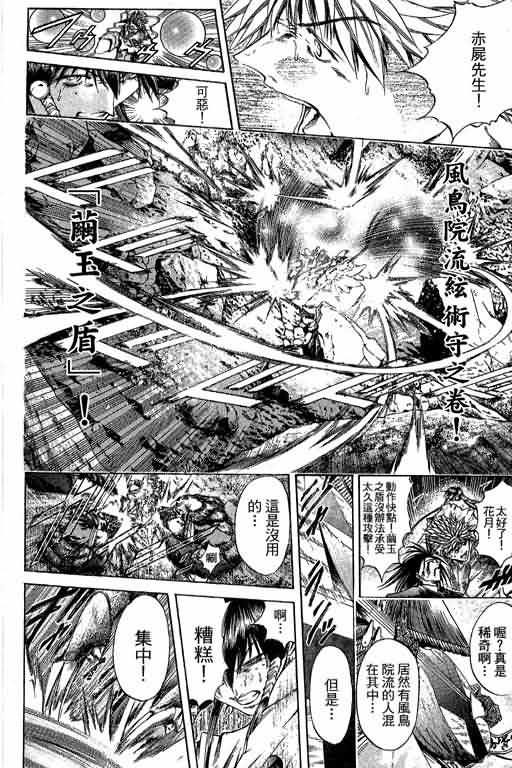 赤屍先生！
可惡！
風鳥院流絃術守之卷！
「繭玉之盾」！
太好了！
花月！
動作快點！繭玉
之盾沒辦法承受
太久這種攻擊！
唰
這是沒用
的…
喔？真是
稀奇啊…
居然有風鳥
院流的人混
在其中…
但是…
啊…
糟糕！
集中！